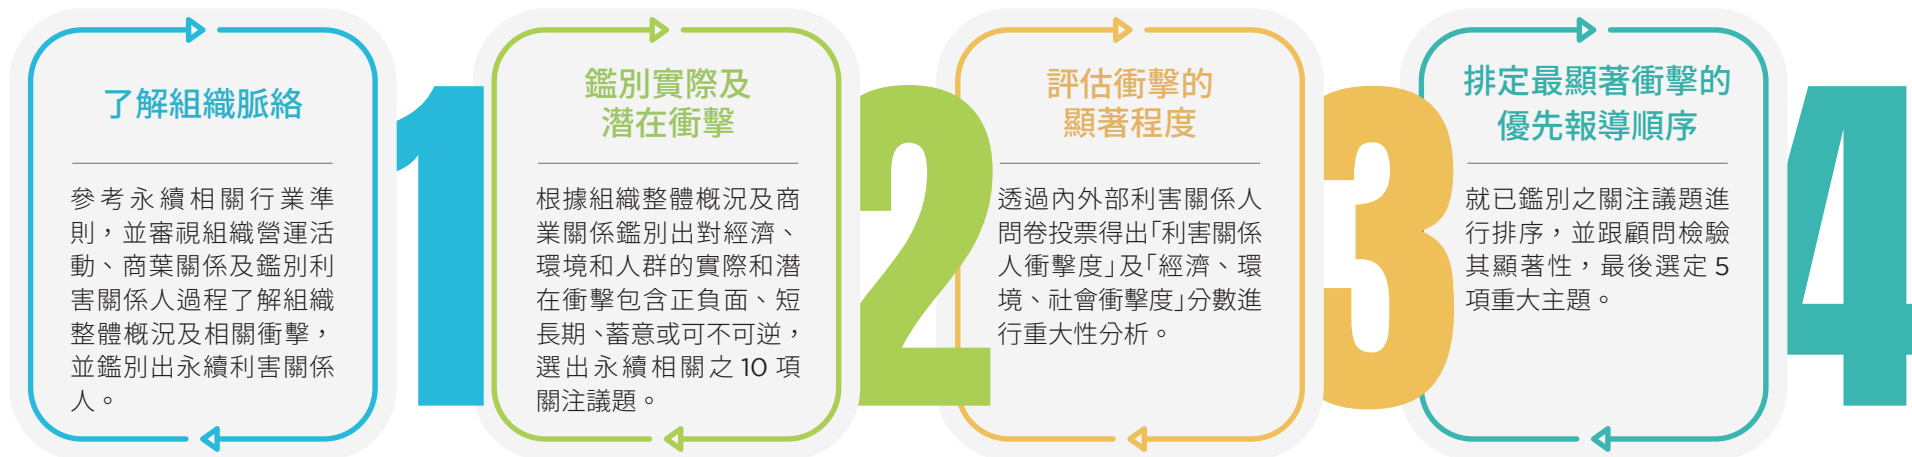 了解組織脈絡
參考永續相關行業準
則，並審視組織營運活
動、商葉關係及鑑別利
害關係人過程了解組織
整體概況及相關衝擊，
並鑑別出永續利害關係
人。
1
鑑別實際及
潛在衝擊
根據組織整體概況及商
業關係鑑別出對經濟、
環境和人群的實際和潛
在衝擊包含正負面、短
長期、蓄意或可不可逆，
選出永續相關之 10 項
關注議題。
2
評估衝擊的
顯著程度
透過內外部利害關係人
問卷投票得出「利害關係
人衝擊度」及「經濟、環
境、社會衝擊度」分數進
行重大性分析。
3
排定最顯著衝擊的
優先報導順序
就已鑑別之關注議題進
行排序，並跟顧問檢驗
其顯著性，最後選定 5
項重大主題。
4